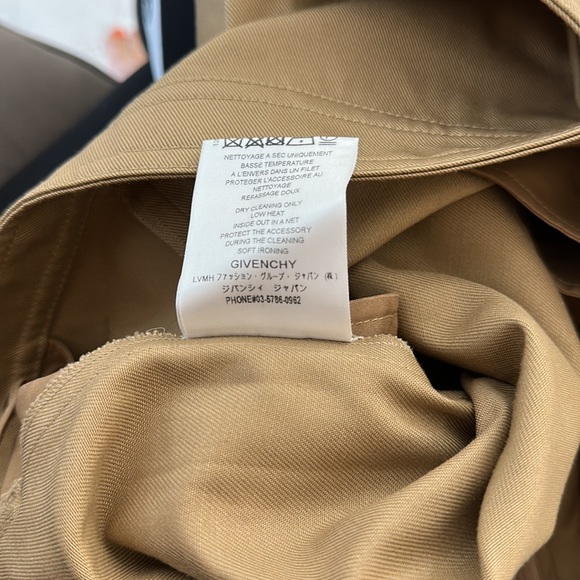 NETTOYAGE A SEC UNIQUEMENT
BASSE TEMPERATURE
A L'ENVERS DANS UN FILET
PROTEGER L'ACCESSOIRE AU
NETTOYAGE
REPASSAGE DOUX
DRY CLEANING ONLY
LOW HEAT
INSIDE OUT IN A NET
PROTECT THE ACCESSORY
DURING THE CLEANING
SOFT IRONING
GIVENCHY
LVMH ファッション・グループ・ジャパン (株)
ジバンシィ ジャパン
PHONE#03-5786-0962